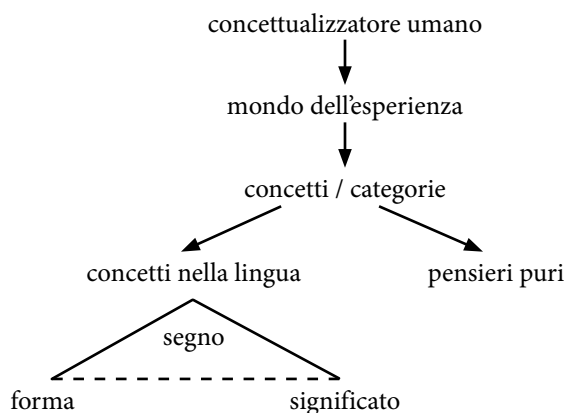 concettualizzatore umano
mondo dell'esperienza
concetti / categorie
concetti nella lingua
pensieri puri
segno
forma
significato